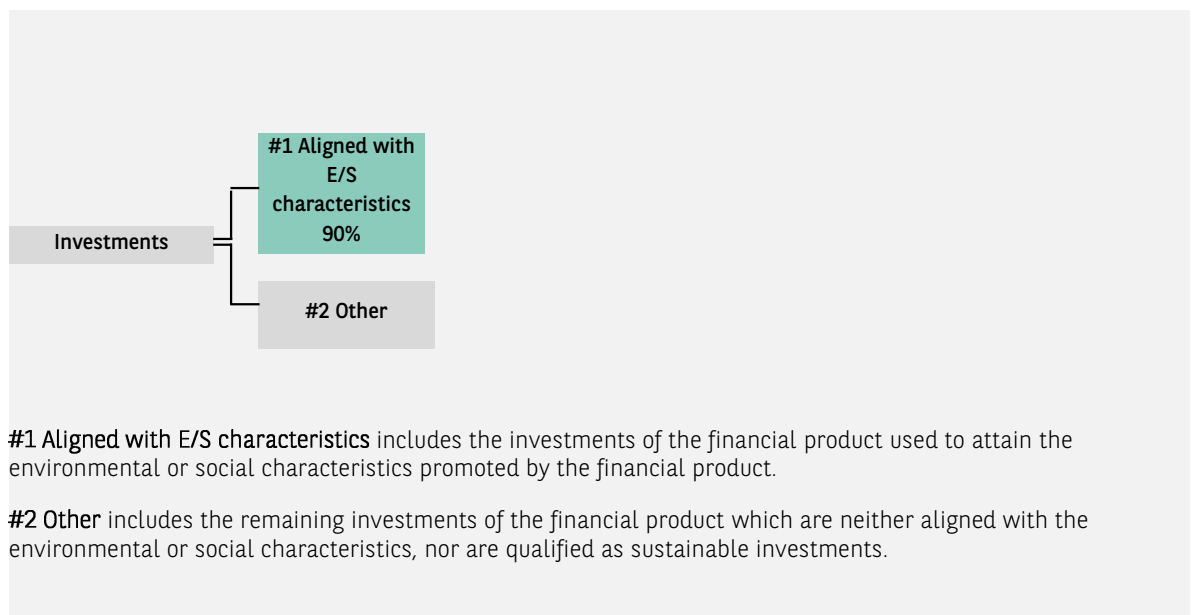 #1 Aligned with
E/S
characteristics
90%
Investments
#2 Other
#1 Aligned with E/S characteristics includes the investments of the financial product used to attain the
environmental or social characteristics promoted by the financial product.
#2 Other includes the remaining investments of the financial product which are neither aligned with the
environmental or social characteristics, nor are qualified as sustainable investments.